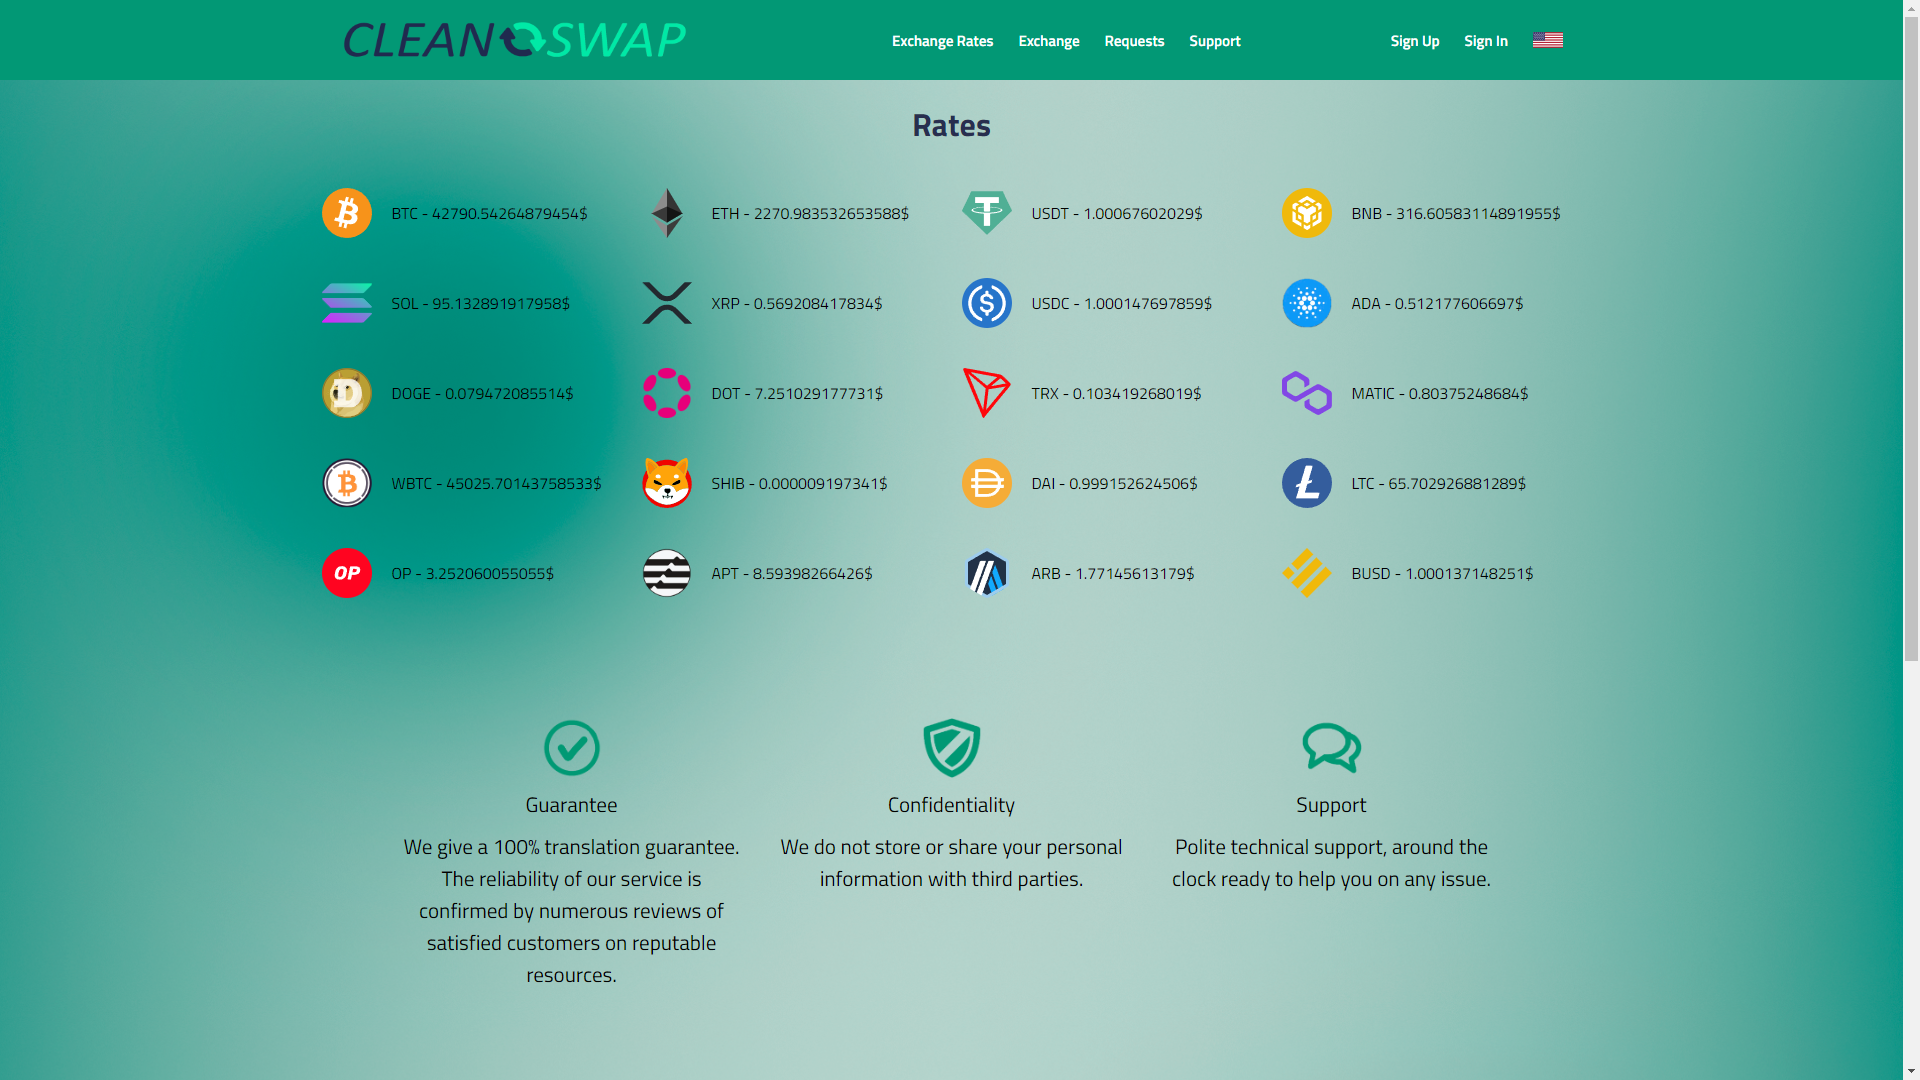 CLEAN SWAP
Exchange Rates Exchange Requests Support Sign Up Sign In
Rates
BTC - 42790.54264879454$ ETH - 2270.983532653588$ USDT - 1.00067602029$ BNB - 316.60583114891955$
SOL - 95.132891917958$ XRP - 0.569208417834$ USDC - 1.000147697859$ ADA - 0.512177606697$
DOGE - 0.079472085514$ DOT - 7.251029177731$ TRX - 0.103419268019$ MATIC - 0.80375248684$
WBTC - 45025.70143758533$ SHIB - 0.000009197341$ DAI - 0.999152624506$ LTC - 65.702926881289$
OP
OP - 3.252060055055$ APT - 8.59398266426$ ARB - 1.77145613179$ BUSD - 1.000137148251$
Guarantee
We give a 100% translation guarantee.
The reliability of our service is
confirmed by numerous reviews of
satisfied customers on reputable
resources.
Confidentiality
We do not store or share your personal
information with third parties.
Support
Polite technical support, around the
clock ready to help you on any issue.